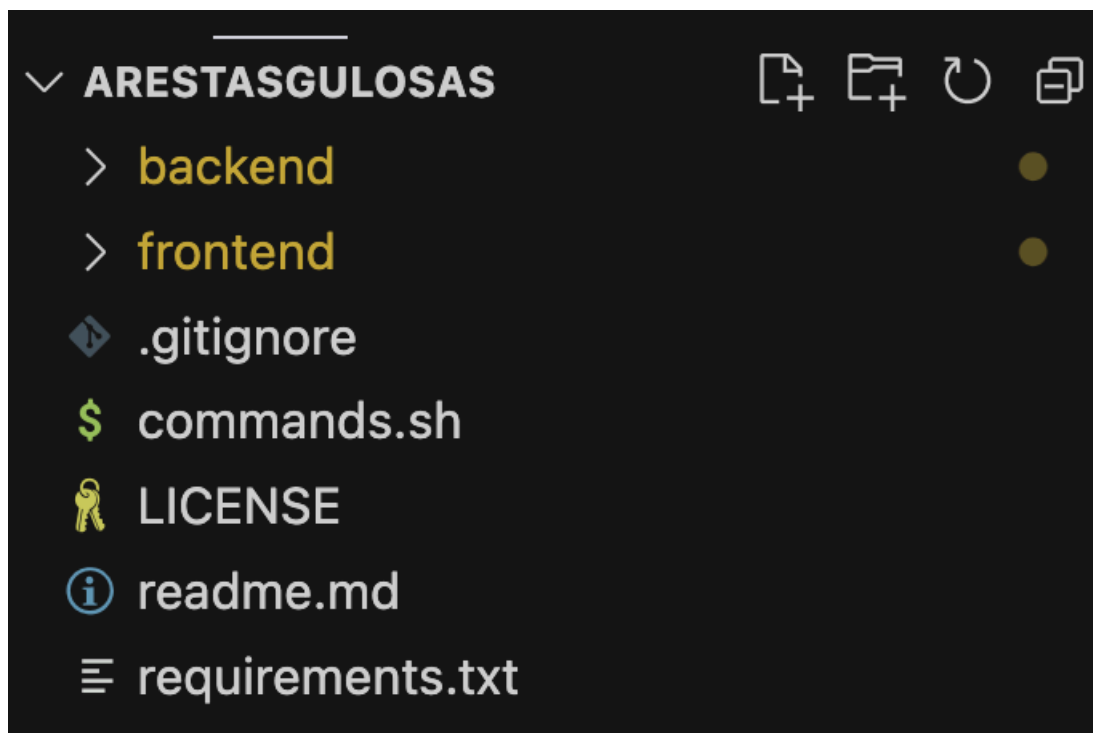 ARESTASGULOSAS
backend
frontend
.gitignore
$ commands.sh
LICENSE
readme.md
requirements.txt